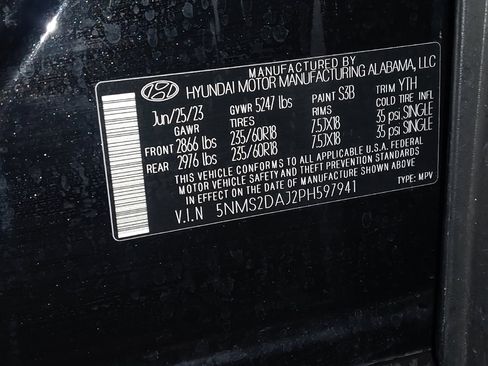 MANUFACTURED BY
HYUNDAI MOTOR MANUFACTURING ALABAMA, LLC
Jun/25/23 GVWR 5247 lbs PAINT S3B TRIM YTH
GAWR TIRES RIMS COLD TIRE INFL
FRONT 2866 lbs 235/60R18 7.5JX18 35 psi.SINGLE
REAR 2976 lbs 235/60R18 7.5JX18 35 psi.SINGLE
THIS VEHICLE CONFORMS TO ALL APPLICABLE U.S.A FEDERAL
MOTOR VEHICLE SAFETY AND THEFT PREVENTION STANDARDS
IN EFFECT ON THE DATE OF MANUFACTURE SHOWN ABOVE.
V.I.N 5NMS2DAJ2PH597941 TYPE: MPV